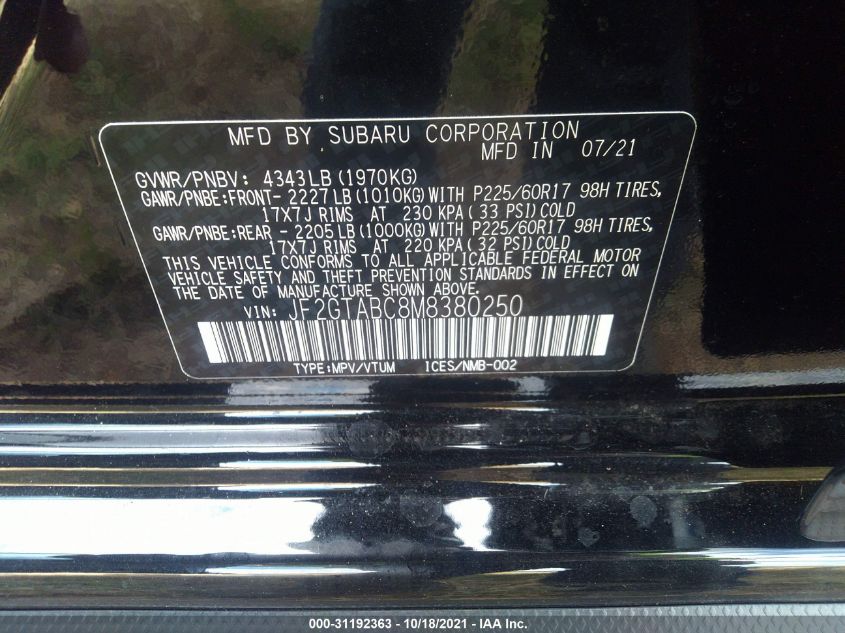 MFD BY SUBARU CORPORATION
MFD IN 07/21
GVWR/PNBV: 4343LB (1970KG)
GAWR/PNBE:FRONT- 2227LB (1010KG) WITH P225/60R17 98H TIRES,
17X7J RIMS AT 230 KPA ( 33 PSI) COLD
GAWR/PNBE:REAR - 2205LB (1000KG) WITH P225/60R17 98H TIRES,
17X7J RIMS AT 220 KPA ( 32 PSI) COLD
THIS VEHICLE CONFORMS TO ALL APPLICABLE FEDERAL MOTOR
VEHICLE SAFETY AND THEFT PREVENTION STANDARDS IN EFFECT ON
THE DATE OF MANUFACTURE SHOWN ABOVE.
VIN: JF2GTABC8M8380250
TYPE:MPV/VTUM ICES/NMB-002
000-31192363 - 10/18/2021 - IAA Inc.